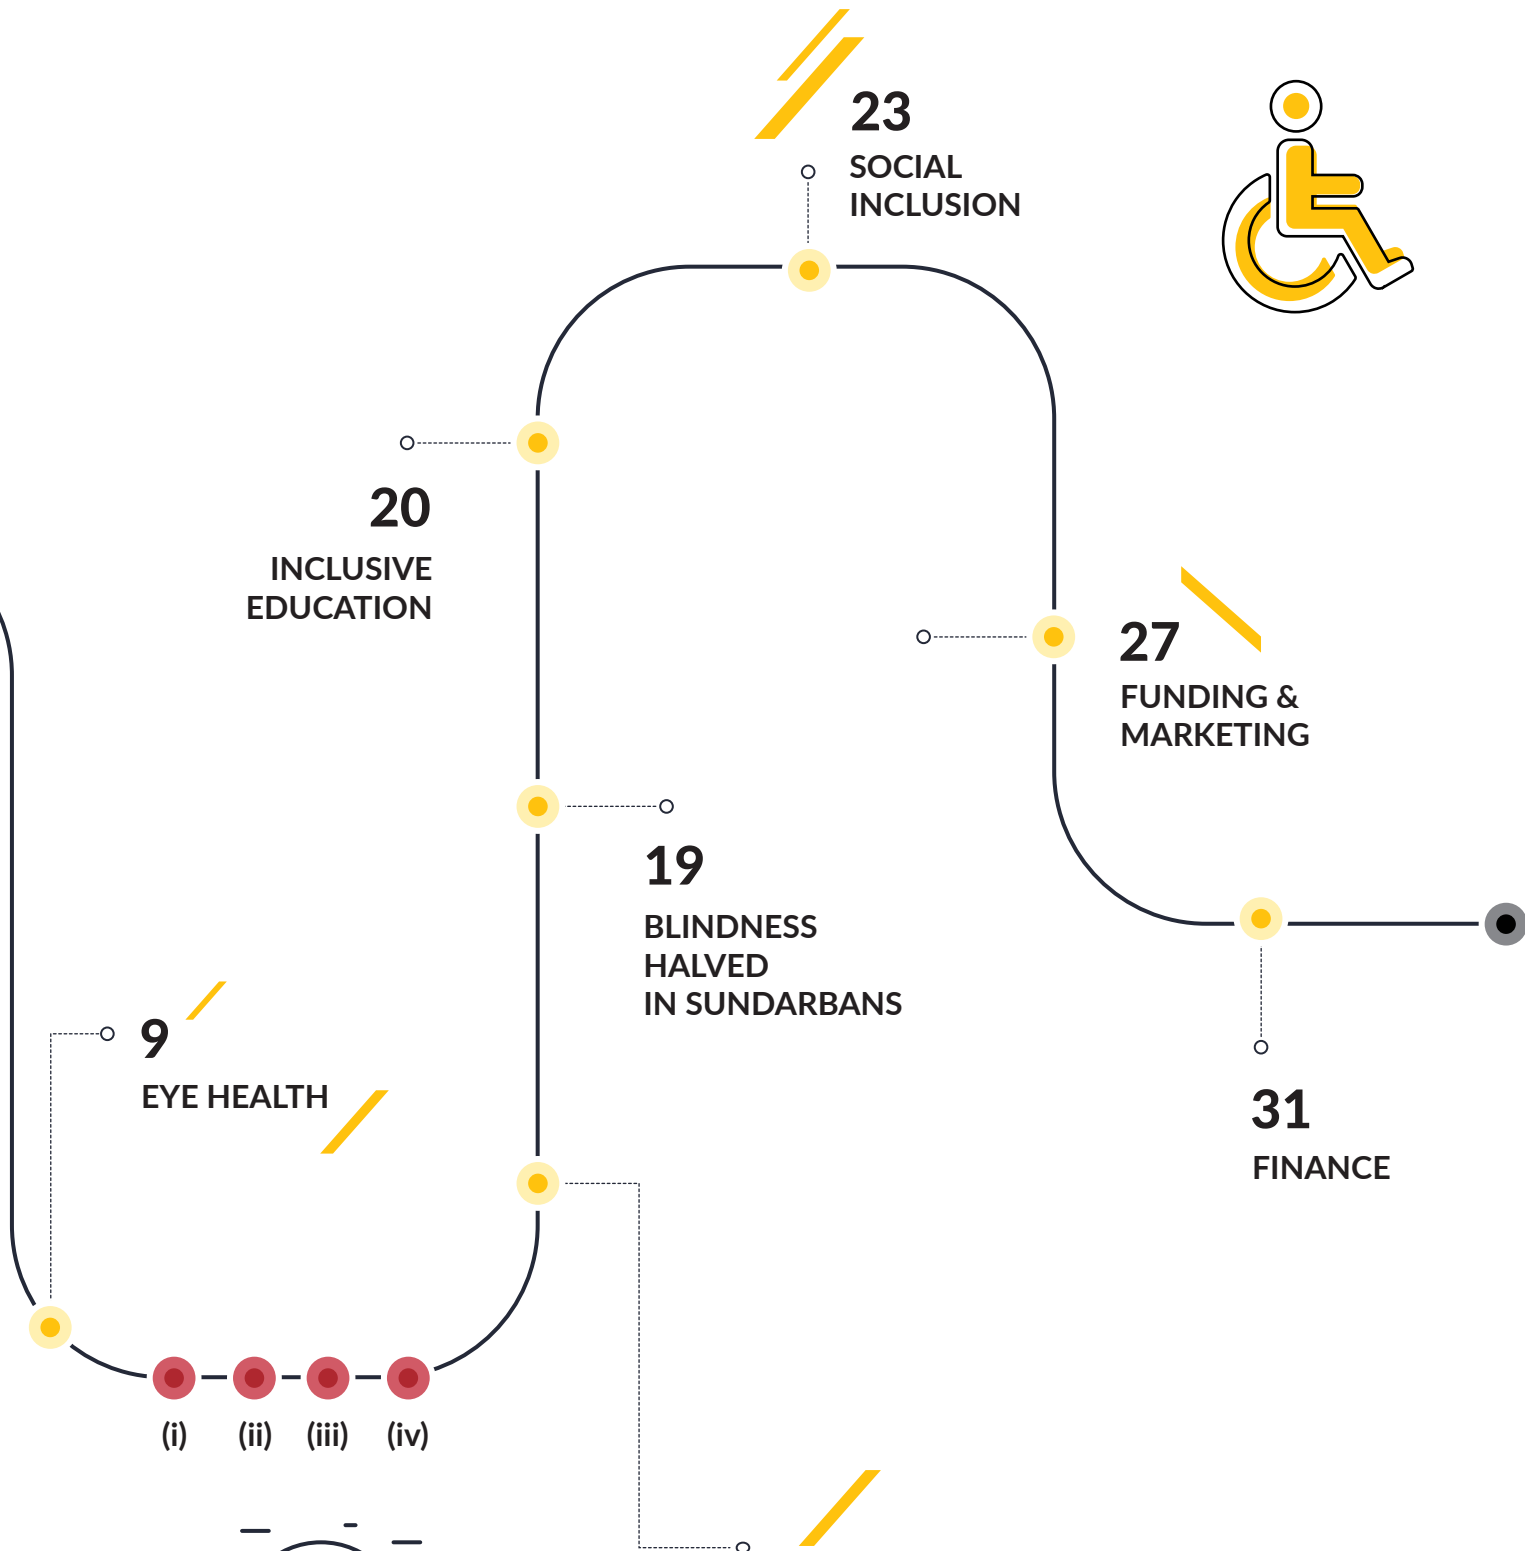 23
SOCIAL
INCLUSION
20
INCLUSIVE
EDUCATION
27
FUNDING &
MARKETING
19
BLINDNESS
HALVED
IN SUNDARBANS
9
EYE HEALTH
31
FINANCE
(i) (ii) (iii) (iv)